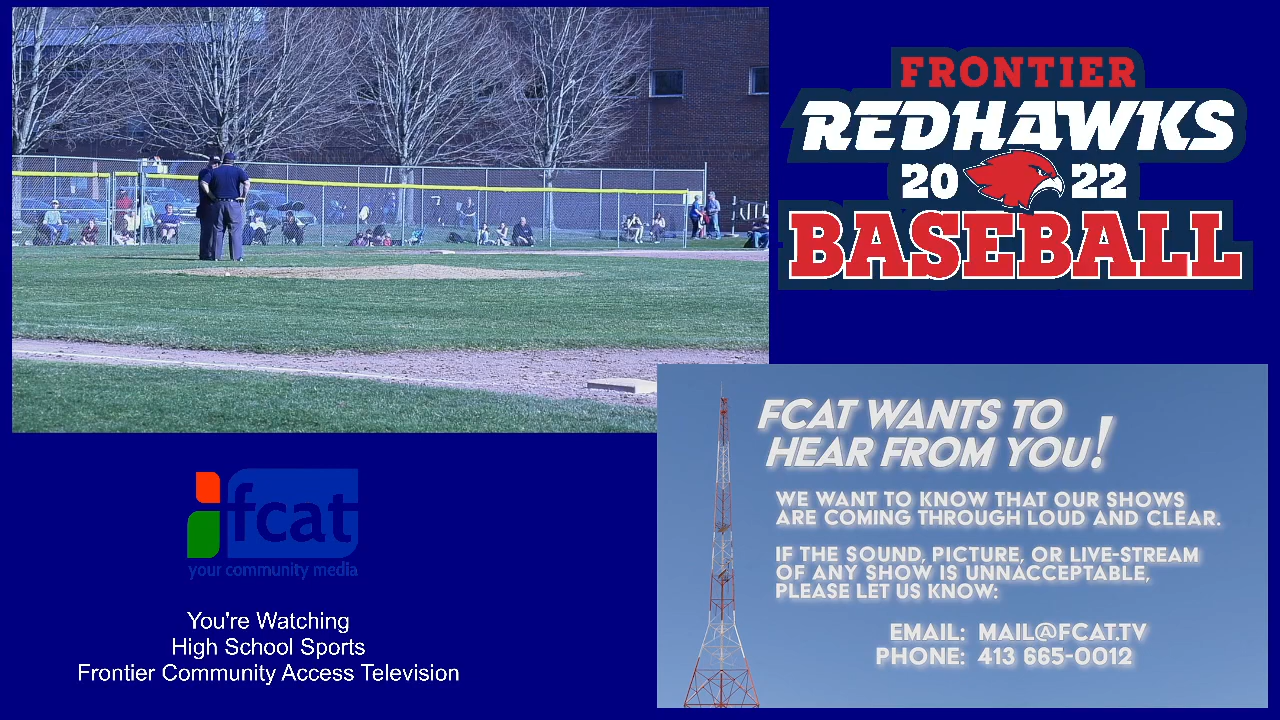 FRONTIER
REDHAWKS
20 22
BASEBALL
FCAT WANTS TO
HEAR FROM YOU!
WE WANT TO KNOW THAT OUR SHOWS
ARE COMING THROUGH LOUD AND CLEAR.
IF THE SOUND, PICTURE, OR LIVE-STREAM
OF ANY SHOW IS UNNACCEPTABLE,
PLEASE LET US KNOW:
EMAIL: MAIL@FCAT.TV
PHONE: 413 665-0012
fcat
your community media
You're Watching
High School Sports
Frontier Community Access Television